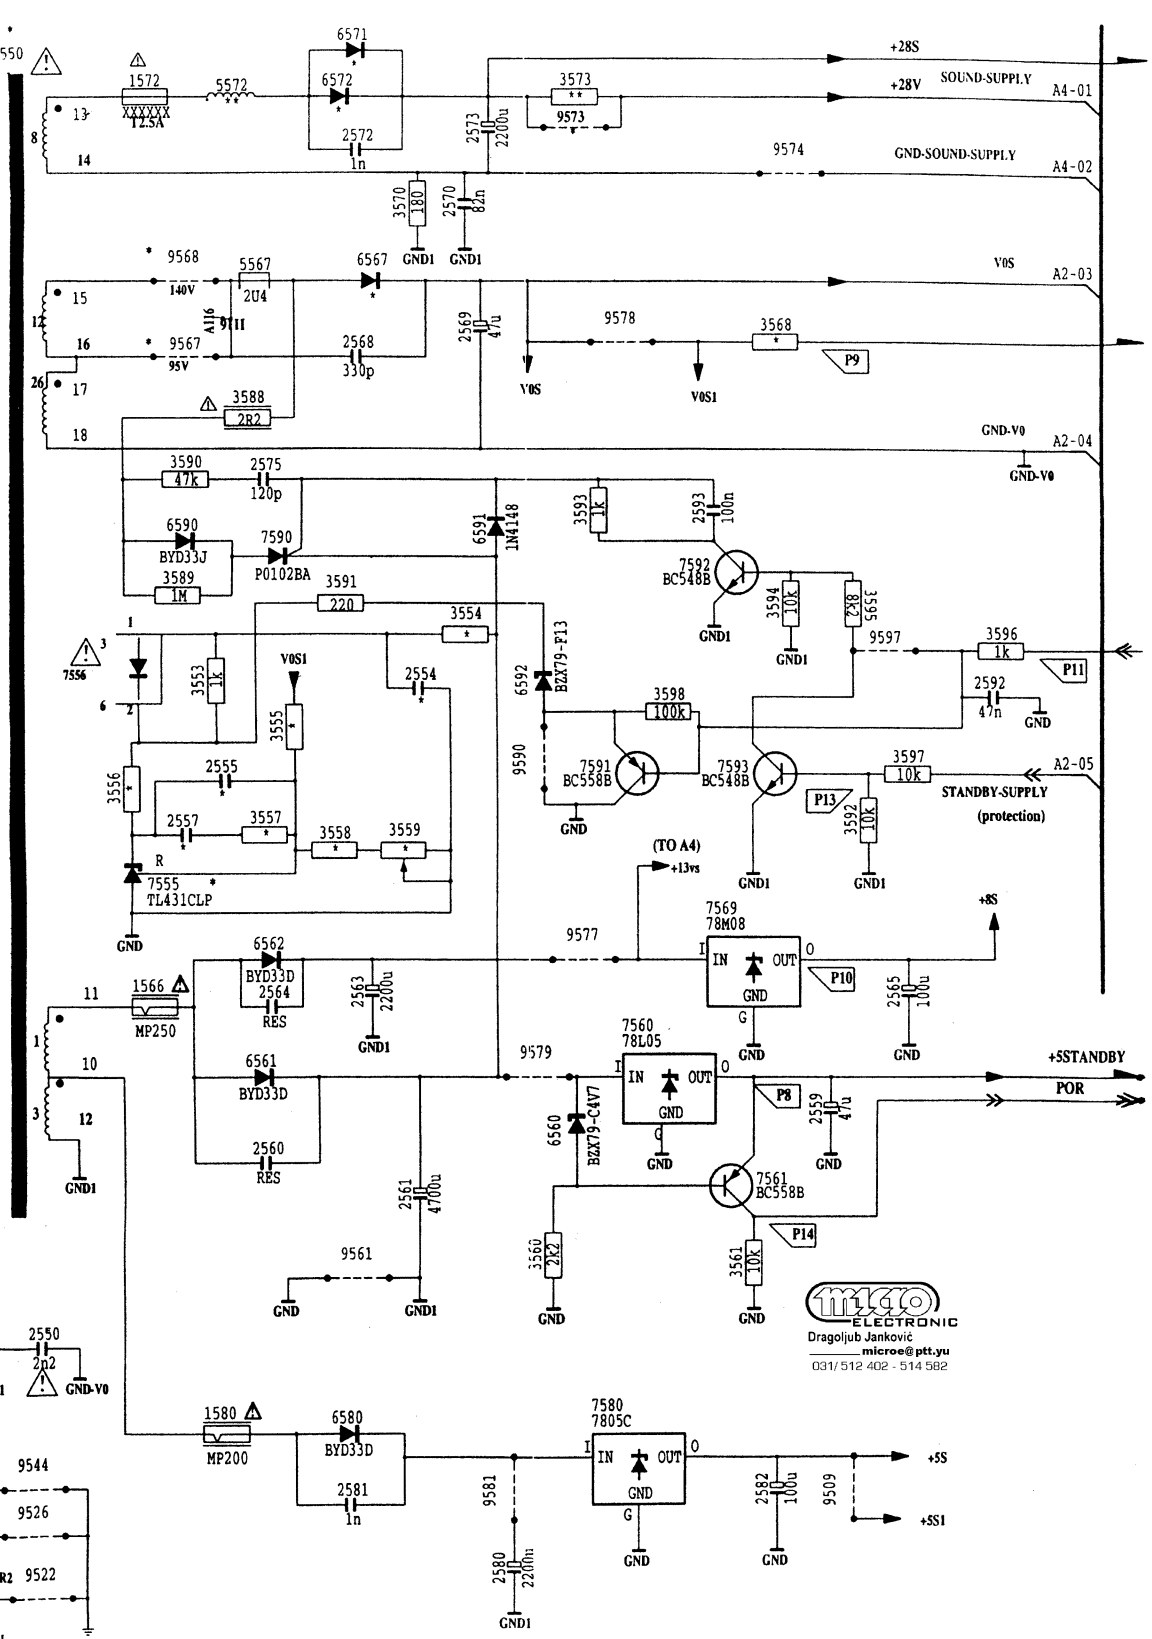 550
1572
T2.5A
5572
**
6571
*
6572
*
2572
1n
13
8
14
2573
2200u
3573
**
9573
*
+28S
SOUND-SUPPLY
+28V
A4-01
GND-SOUND-SUPPLY
9574
A4-02
3570
180
2570
82n
GND1
GND1
*
9568
140V
5567
2U4
6567
*
15
12
16
A116
9111
*
9567
95V
2568
330p
2569
47u
V0S
A2-03
9578
3568
*
P9
V0S
V0S1
26
17
18
3588
2R2
GND-V0
A2-04
GND-V0
3590
47k
2575
120p
6590
BYD33J
7590
P0102BA
3589
1M
6591
1N4148
3593
1k
2593
100n
7592
BC548B
3594
10k
3595
8k2
GND1
GND1
3591
220
3554
*
1
3
7556
6
2
3553
1k
V0S1
3555
*
2554
*
6592
BZX79-F13
9597
3596
1k
P11
2592
47n
GND
3598
100k
9590
7591
BC558B
7593
BC548B
GND
3597
10k
A2-05
STANDBY-SUPPLY
(protection)
P13
3592
10k
GND1
GND1
3556
*
2555
*
2557
*
3557
*
3558
*
3559
*
R
7555
*
TL431CLP
GND
(TO A4)
+13vs
6562
BYD33D
2564
RES
2563
2200u
GND1
9577
7569
78M08
I
IN
OUT
O
GND
G
GND
P10
+8S
2565
100u
GND
11
1566
MP250
1
10
3
12
GND1
6561
BYD33D
2560
RES
2561
4700u
9561
GND
GND1
9579
7560
78L05
I
IN
OUT
O
GND
G
GND
P8
2559
47u
GND
+5STANDBY
POR
6560
BZX79-C4V7
7561
BC558B
P14
3560
2k2
GND
3561
10k
GND
micro
ELECTRONIC
Dragoljub Janković
microe@ptt.yu
031/ 512 402 - 514 582
2550
2n2
GND-V0
1
1580
MP200
6580
BYD33D
2581
1n
9581
2580
2200u
GND1
7580
7805C
I
IN
OUT
O
GND
G
GND
2582
100u
GND
9509
+5S
+5S1
9544
9526
R2
9522